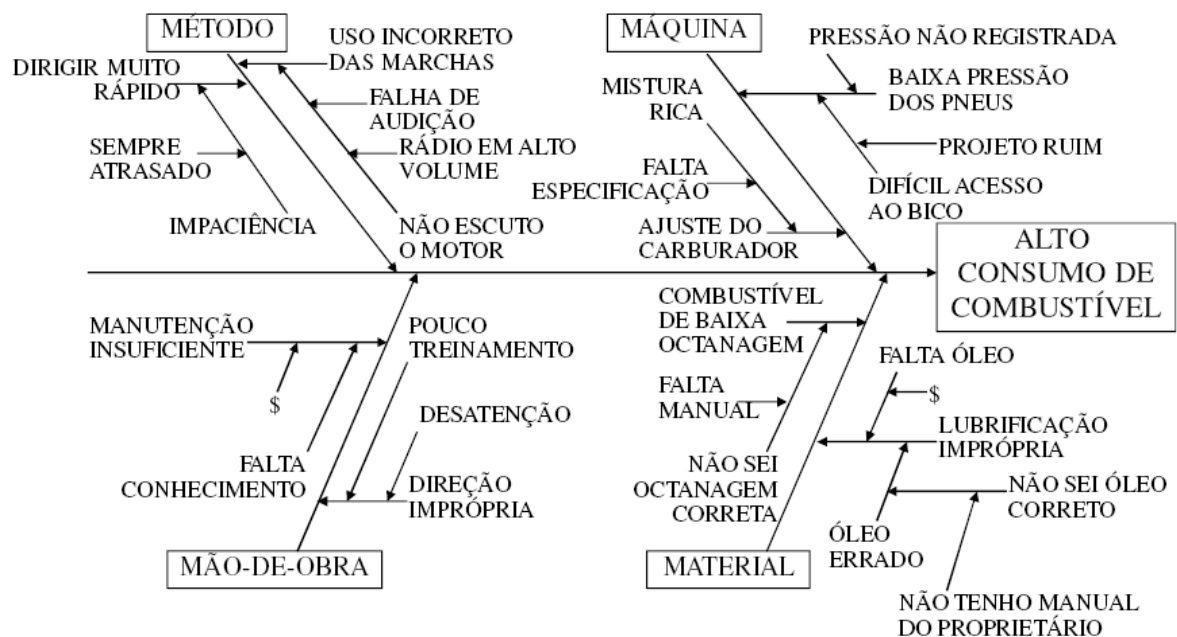 MÉTODO
DIRIGIR MUITO
RÁPIDO
USO INCORRETO
DAS MARCHAS
FALHA DE
AUDIÇÃO
SEMPRE
ATRASADO
RÁDIO EM ALTO
VOLUME
IMPACIÊNCIA
NÃO ESCUTO
O MOTOR
MÁQUINA
PRESSÃO NÃO REGISTRADA
MISTURA
RICA
BAIXA PRESSÃO
DOS PNEUS
PROJETO RUIM
FALTA
ESPECIFICAÇÃO
DIFÍCIL ACESSO
AO BICO
AJUSTE DO
CARBURADOR
ALTO
CONSUMO DE
COMBUSTÍVEL
MANUTENÇÃO
INSUFICIENTE
POUCO
TREINAMENTO
$
DESATENÇÃO
FALTA
CONHECIMENTO
DIREÇÃO
IMPRÓPRIA
MÃO-DE-OBRA
COMBUSTÍVEL
DE BAIXA
OCTANAGEM
FALTA ÓLEO
FALTA
MANUAL
$
LUBRIFICAÇÃO
IMPRÓPRIA
NÃO SEI
OCTANAGEM
CORRETA
NÃO SEI ÓLEO
CORRETO
ÓLEO
ERRADO
MATERIAL
NÃO TENHO MANUAL
DO PROPRIETÁRIO